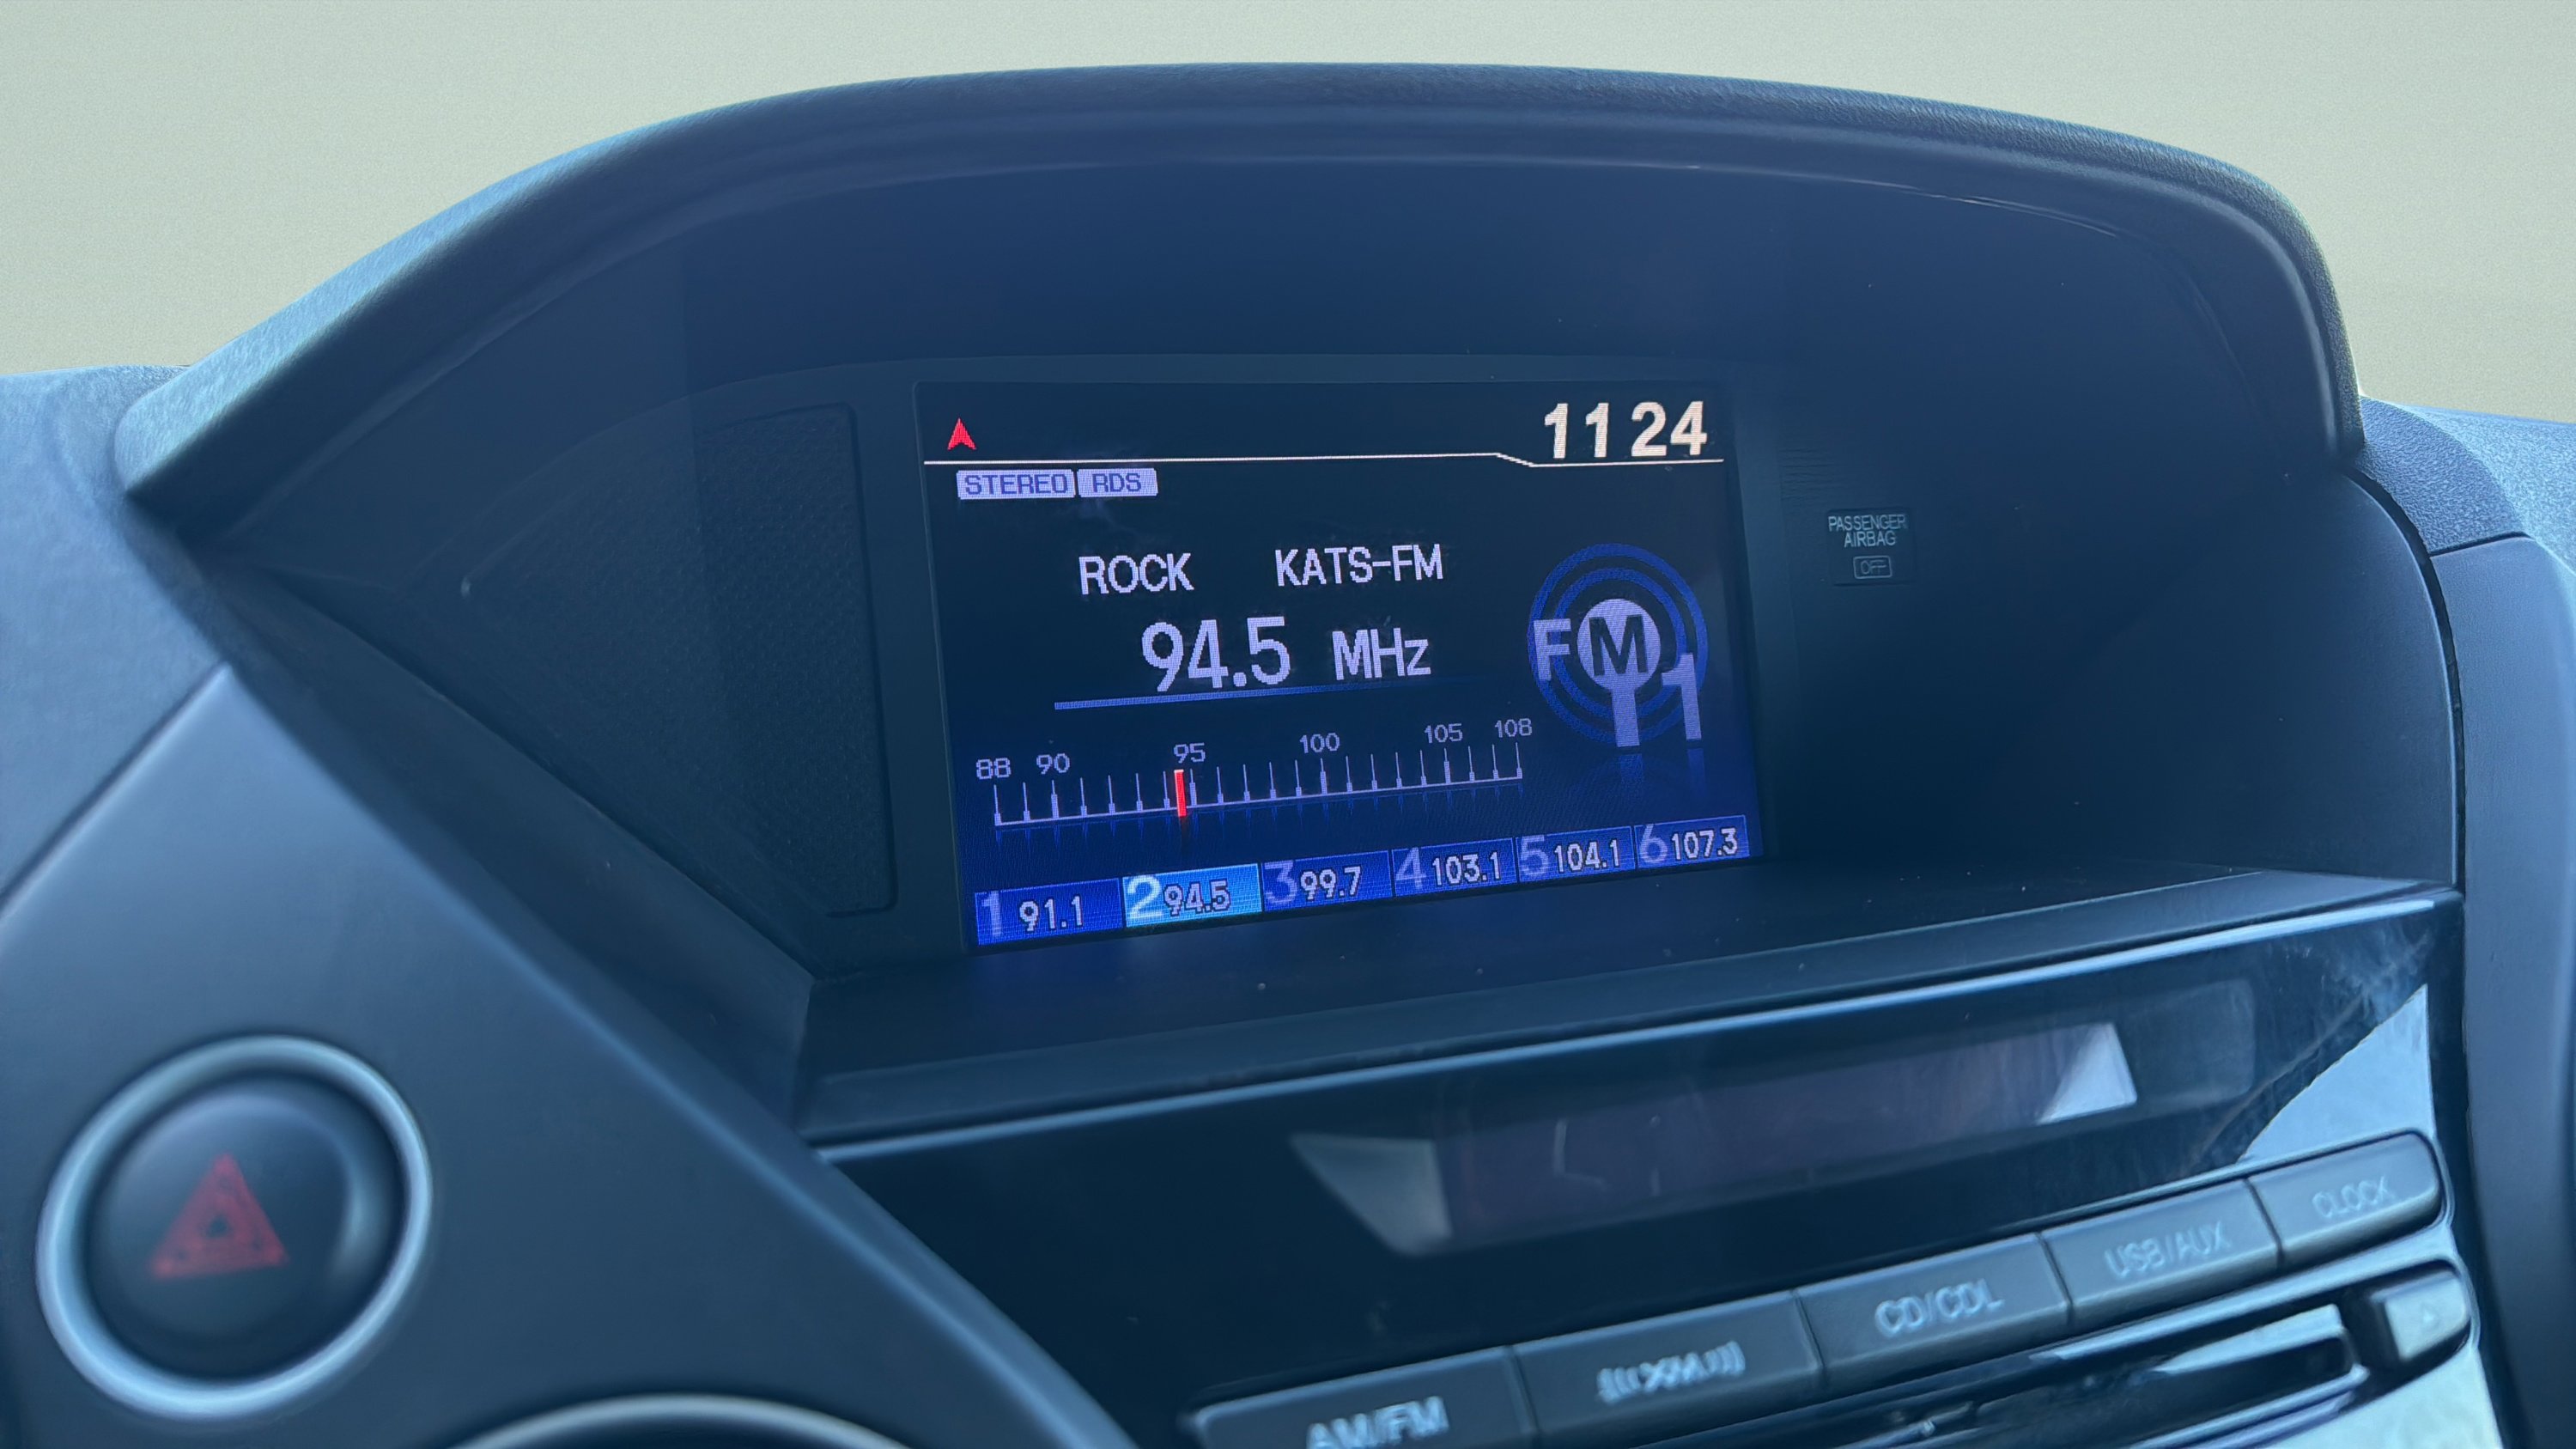 11 24
STEREO RDS
ROCK KATS-FM
94.5 MHz
FM1
88 90 95 100 105 108
1 91.1 2 94.5 3 99.7 4 103.1 5 104.1 6 107.3
PASSENGER
AIRBAG
OFF
AM/FM (((XM))) CD/CDL USB/AUX CLOCK